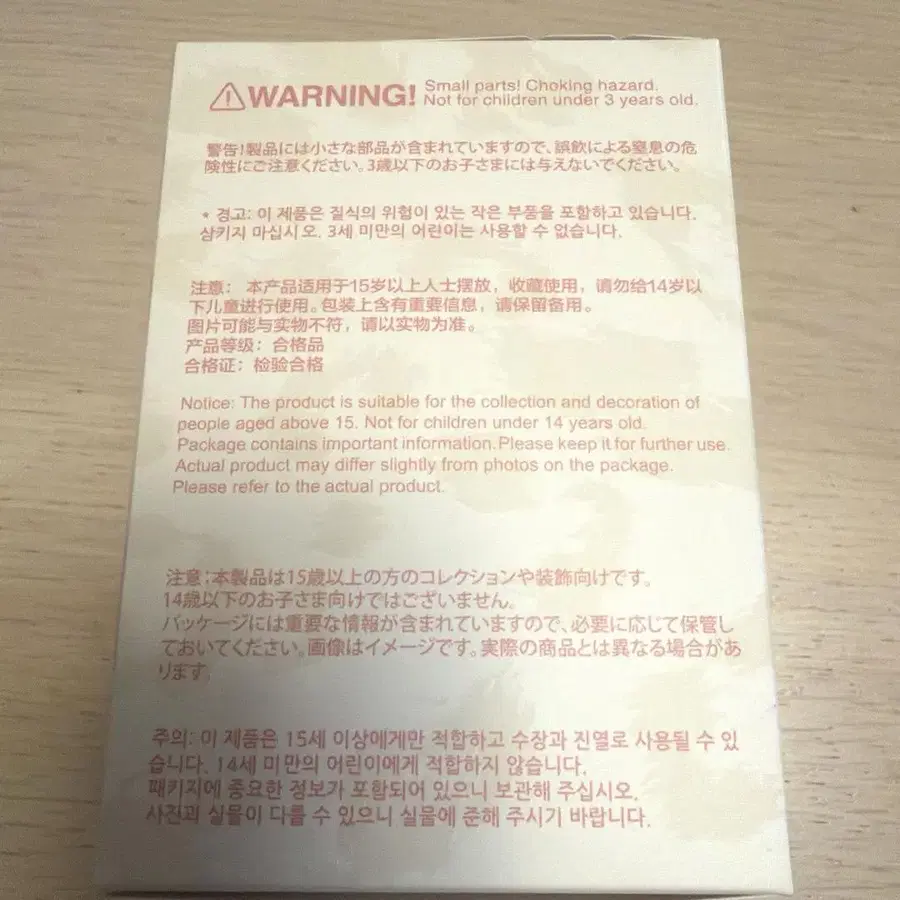 ⚠WARNING! Small parts! Choking hazard.
Not for children under 3 years old.
警告!製品には小さな部品が含まれていますので、誤飲による窒息の危
険性にご注意ください。3歳以下のお子さまには与えないでください。
* 경고: 이 제품은 질식의 위험이 있는 작은 부품을 포함하고 있습니다.
삼키지 마십시오. 3세 미만의 어린이는 사용할 수 없습니다.
注意: 本产品适用于15岁以上人士摆放，收藏使用，请勿给14岁以
下儿童进行使用。包装上含有重要信息，请保留备用。
图片可能与实物不符，请以实物为准。
产品等级：合格品
合格证：检验合格
Notice: The product is suitable for the collection and decoration of
people aged above 15. Not for children under 14 years old.
Package contains important information. Please keep it for further use.
Actual product may differ slightly from photos on the package.
Please refer to the actual product.
注意:本製品は15歳以上の方のコレクションや装飾向けです。
14歳以下のお子さま向けではございません。
パッケージには重要な情報が含まれていますので、必要に応じて保管し
ておいてください。画像はイメージです。実際の商品とは異なる場合があ
ります。
주의: 이 제품은 15세 이상에게만 적합하고 수장과 진열로 사용될 수 있
습니다. 14세 미만의 어린이에게 적합하지 않습니다.
패키지에 중요한 정보가 포함되어 있으니 보관해 주십시오.
사진과 실물이 다를 수 있으니 실물에 준해 주시기 바랍니다.